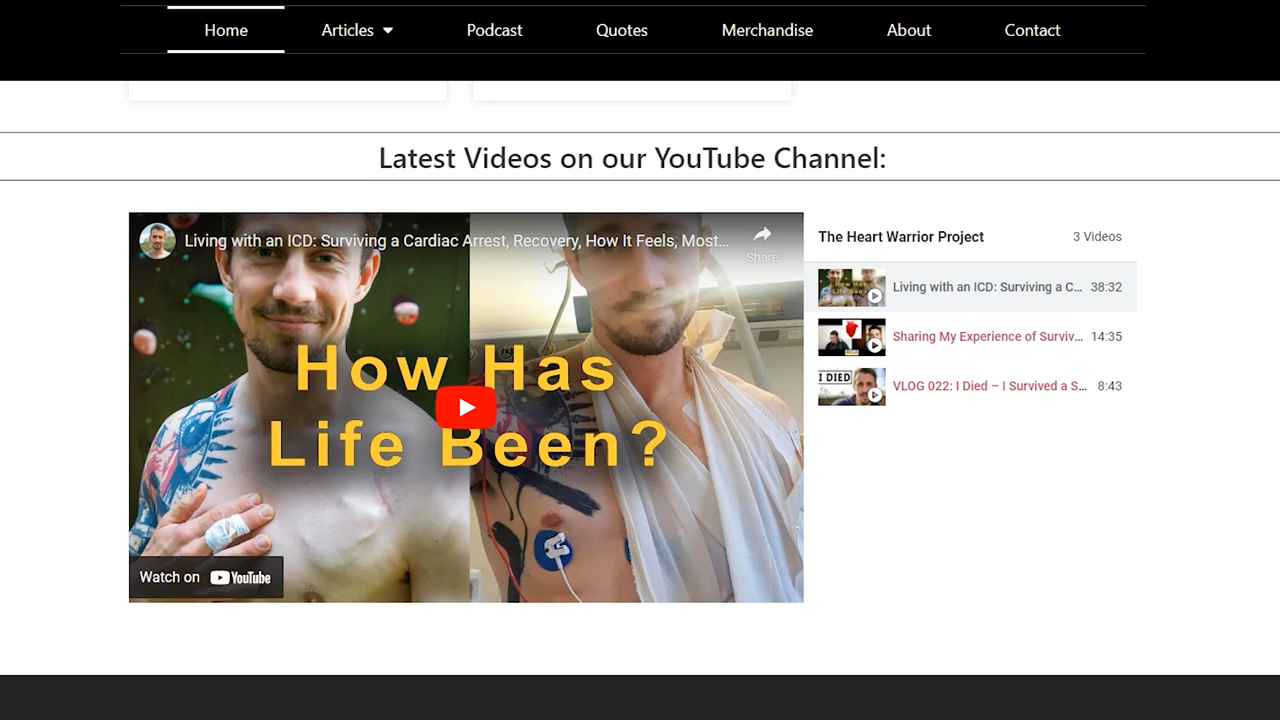 Home Articles Podcast Quotes Merchandise About Contact
Latest Videos on our YouTube Channel:
Living with an ICD: Surviving a Cardiac Arrest, Recovery, How It Feels, Most...
Share
How Has
Life Been?
Watch on YouTube
The Heart Warrior Project 3 Videos
Living with an ICD: Surviving a C... 38:32
Sharing My Experience of Surviv... 14:35
I DIED
VLOG 022: I Died – I Survived a S... 8:43